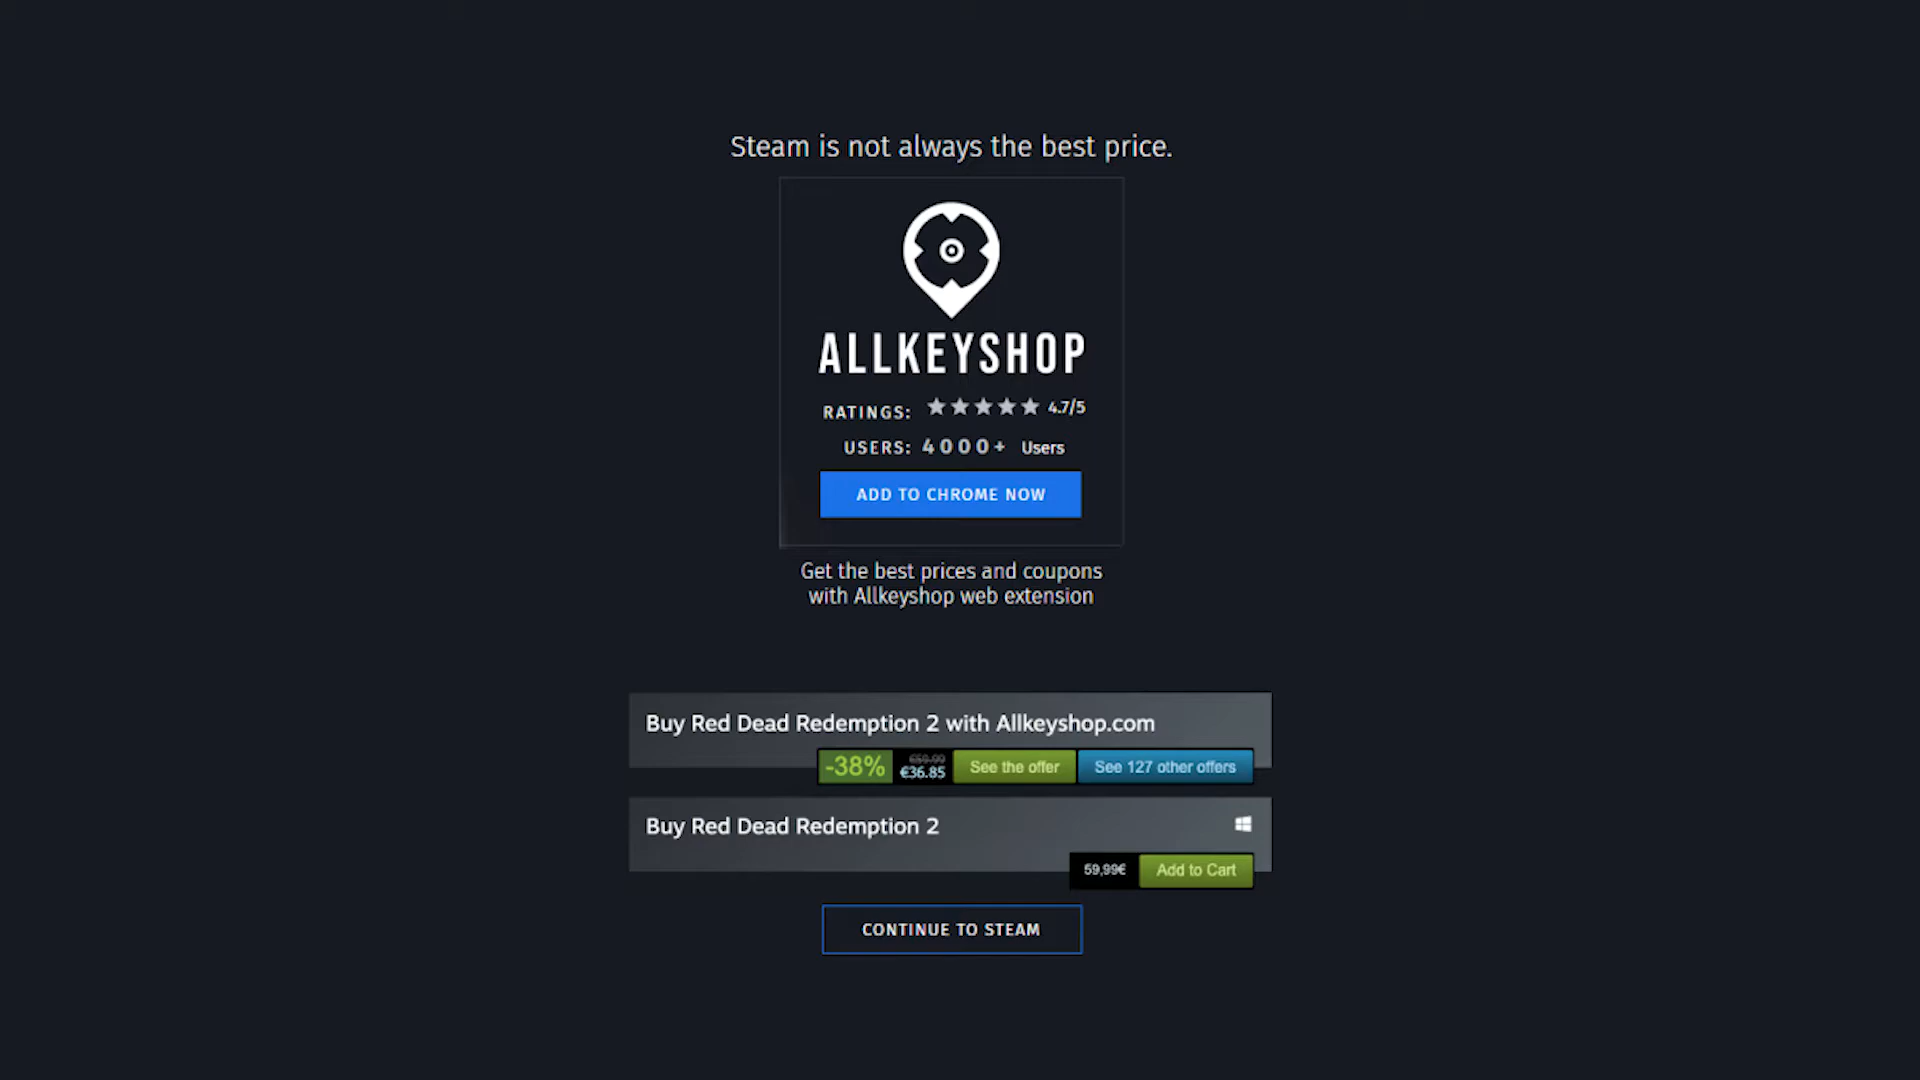 Steam is not always the best price.
ALLKEYSHOP
RATINGS: 4.7/5
USERS: 4000+ Users
ADD TO CHROME NOW
Get the best prices and coupons
with Allkeyshop web extension
Buy Red Dead Redemption 2 with Allkeyshop.com
-38% €59.99 €36.85 See the offer See 127 other offers
Buy Red Dead Redemption 2
59,99€ Add to Cart
CONTINUE TO STEAM